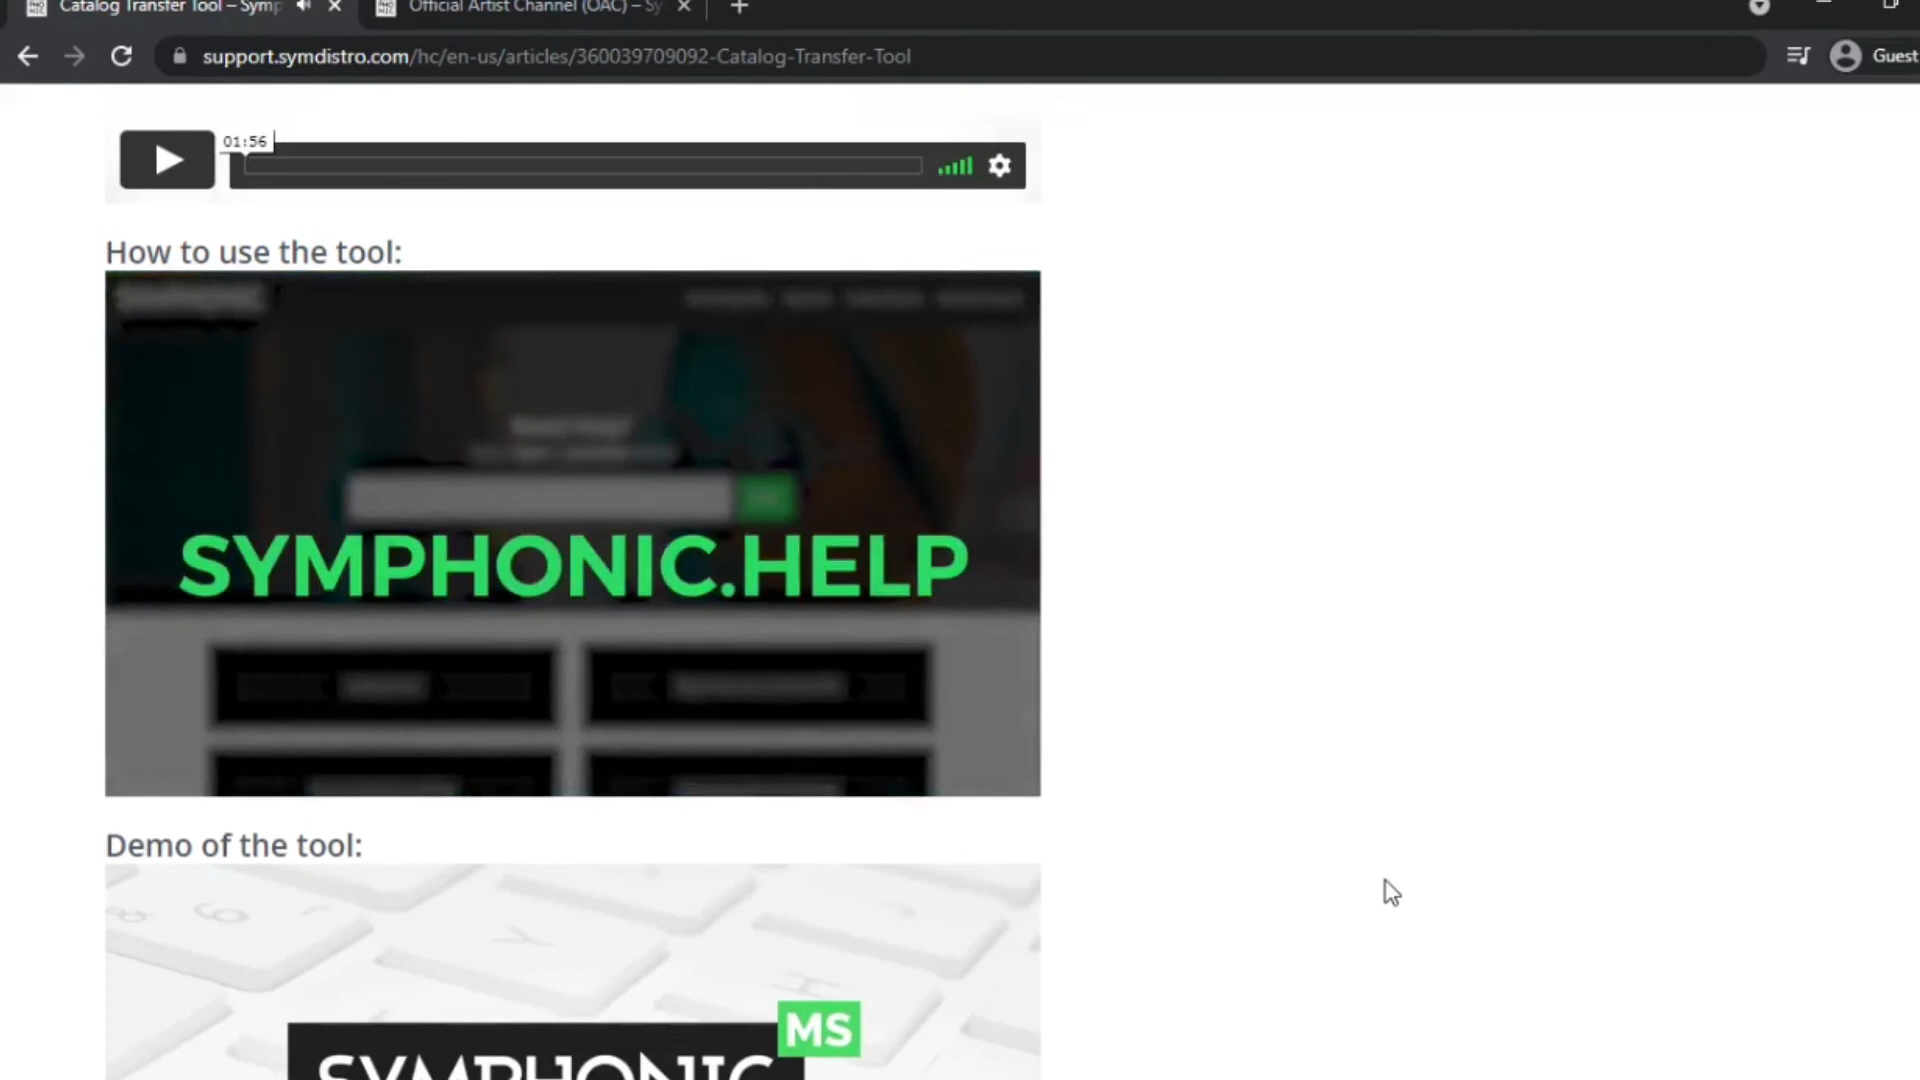 Catalog Transfer Tool – Symp
Official Artist Channel (OAC) – Sy
support.symdistro.com/hc/en-us/articles/360039709092-Catalog-Transfer-Tool
Guest
01:56
How to use the tool:
SYMPHONIC.HELP
Demo of the tool:
MS
SYMPHONIC